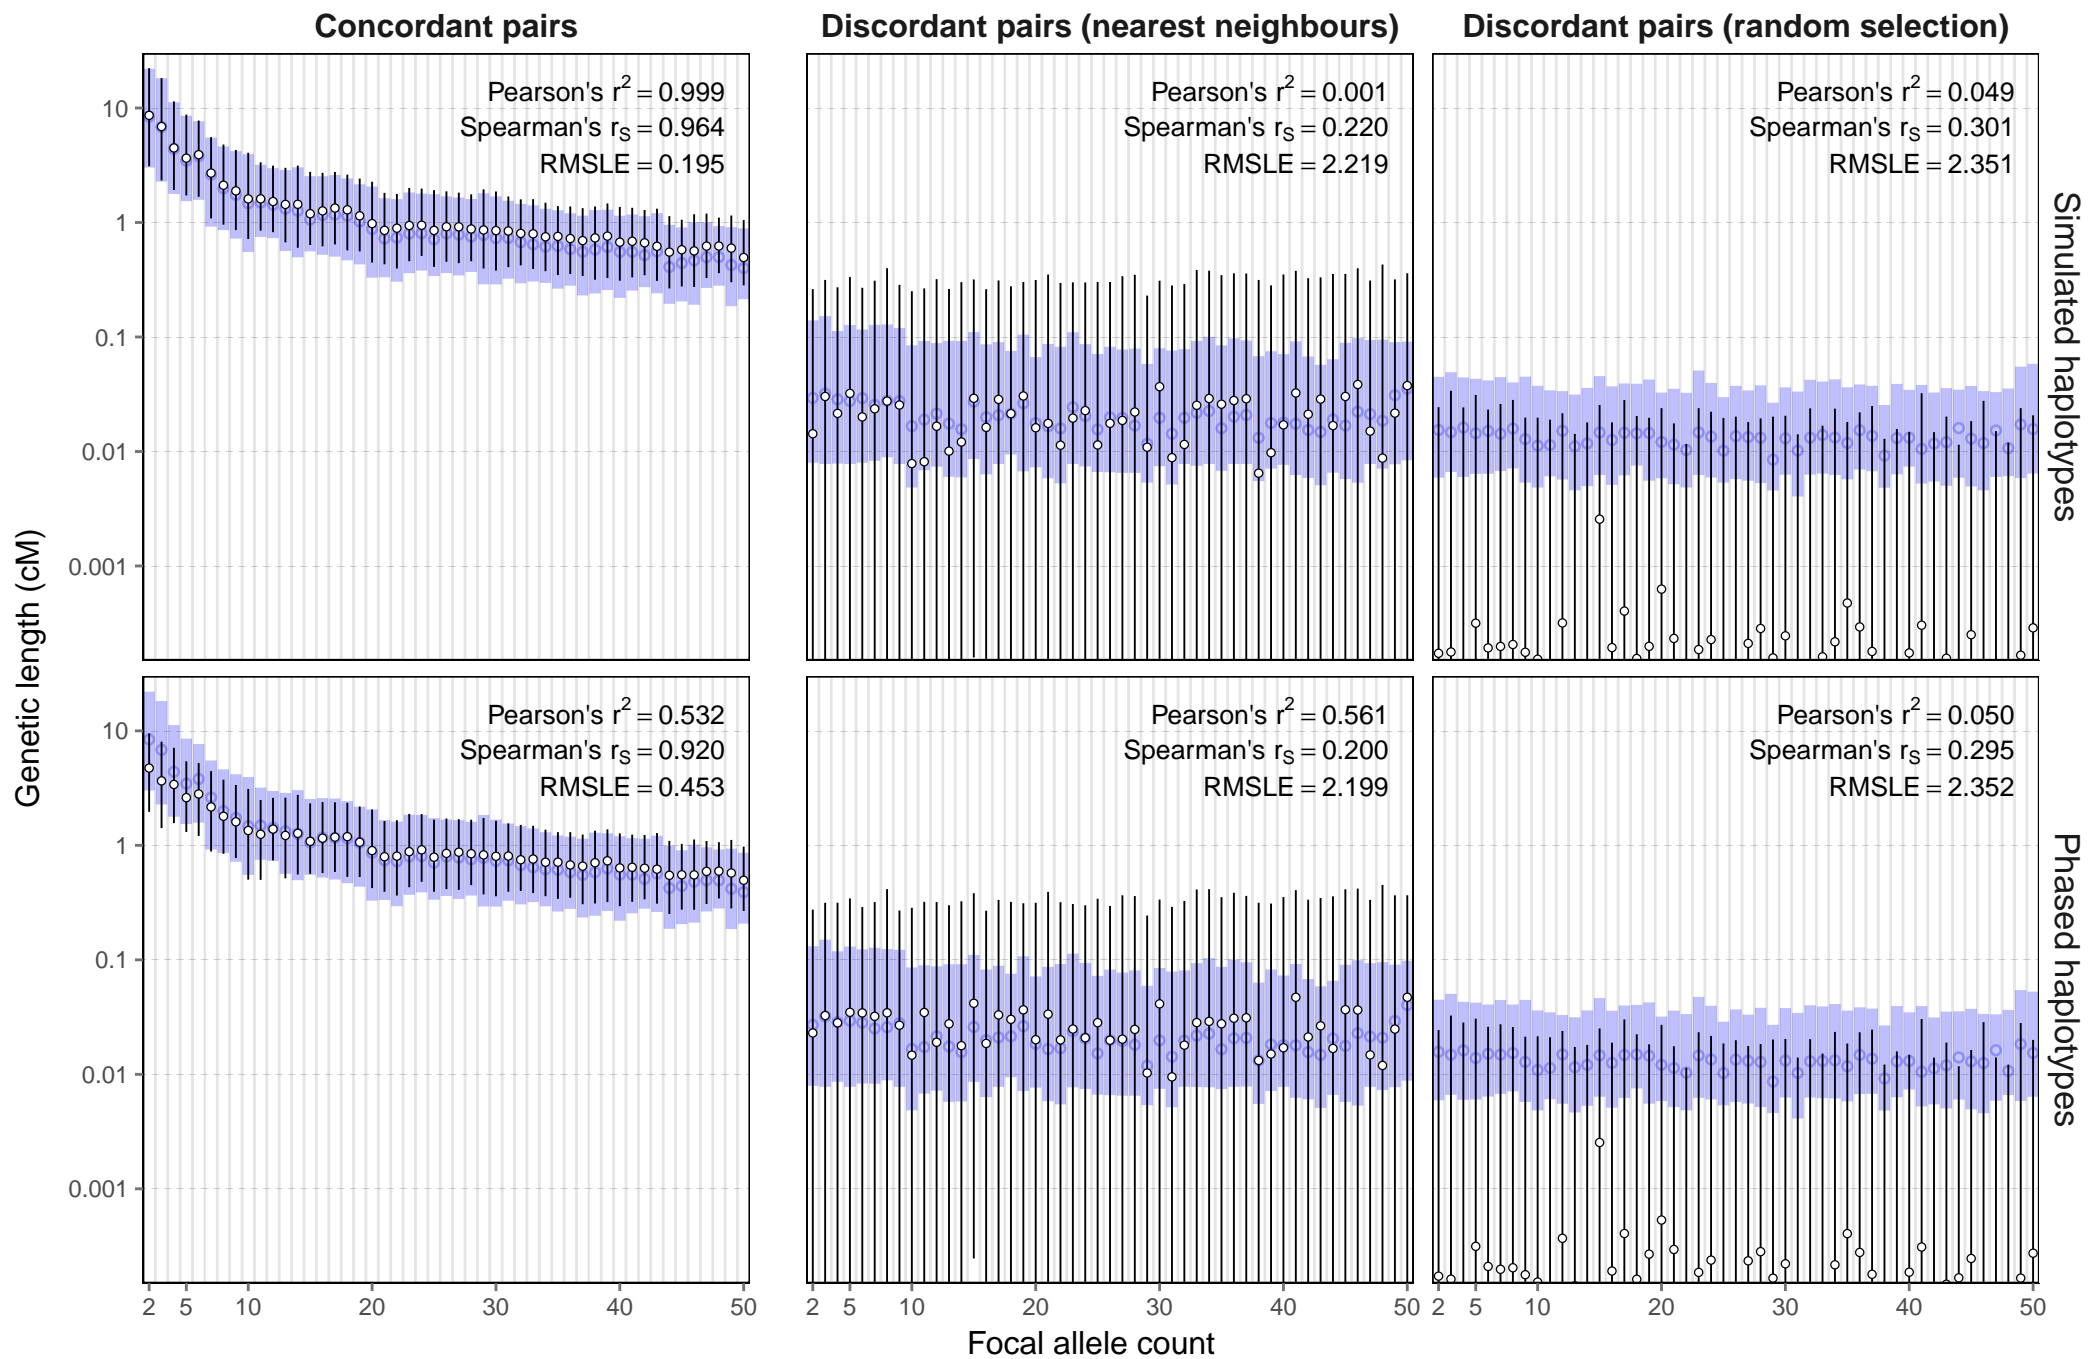 Concordant pairs
Discordant pairs (nearest neighbours)
Discordant pairs (random selection)
Pearson's r² = 0.999
Spearman's rS = 0.964
RMSLE = 0.195
Pearson's r² = 0.001
Spearman's rS = 0.220
RMSLE = 2.219
Pearson's r² = 0.049
Spearman's rS = 0.301
RMSLE = 2.351
10
1
0.1
0.01
0.001
Simulated haplotypes
Genetic length (cM)
Pearson's r² = 0.532
Spearman's rS = 0.920
RMSLE = 0.453
Pearson's r² = 0.561
Spearman's rS = 0.200
RMSLE = 2.199
Pearson's r² = 0.050
Spearman's rS = 0.295
RMSLE = 2.352
10
1
0.1
0.01
0.001
Phased haplotypes
2 5 10 20 30 40 50
2 5 10 20 30 40 50
2 5 10 20 30 40 50
Focal allele count